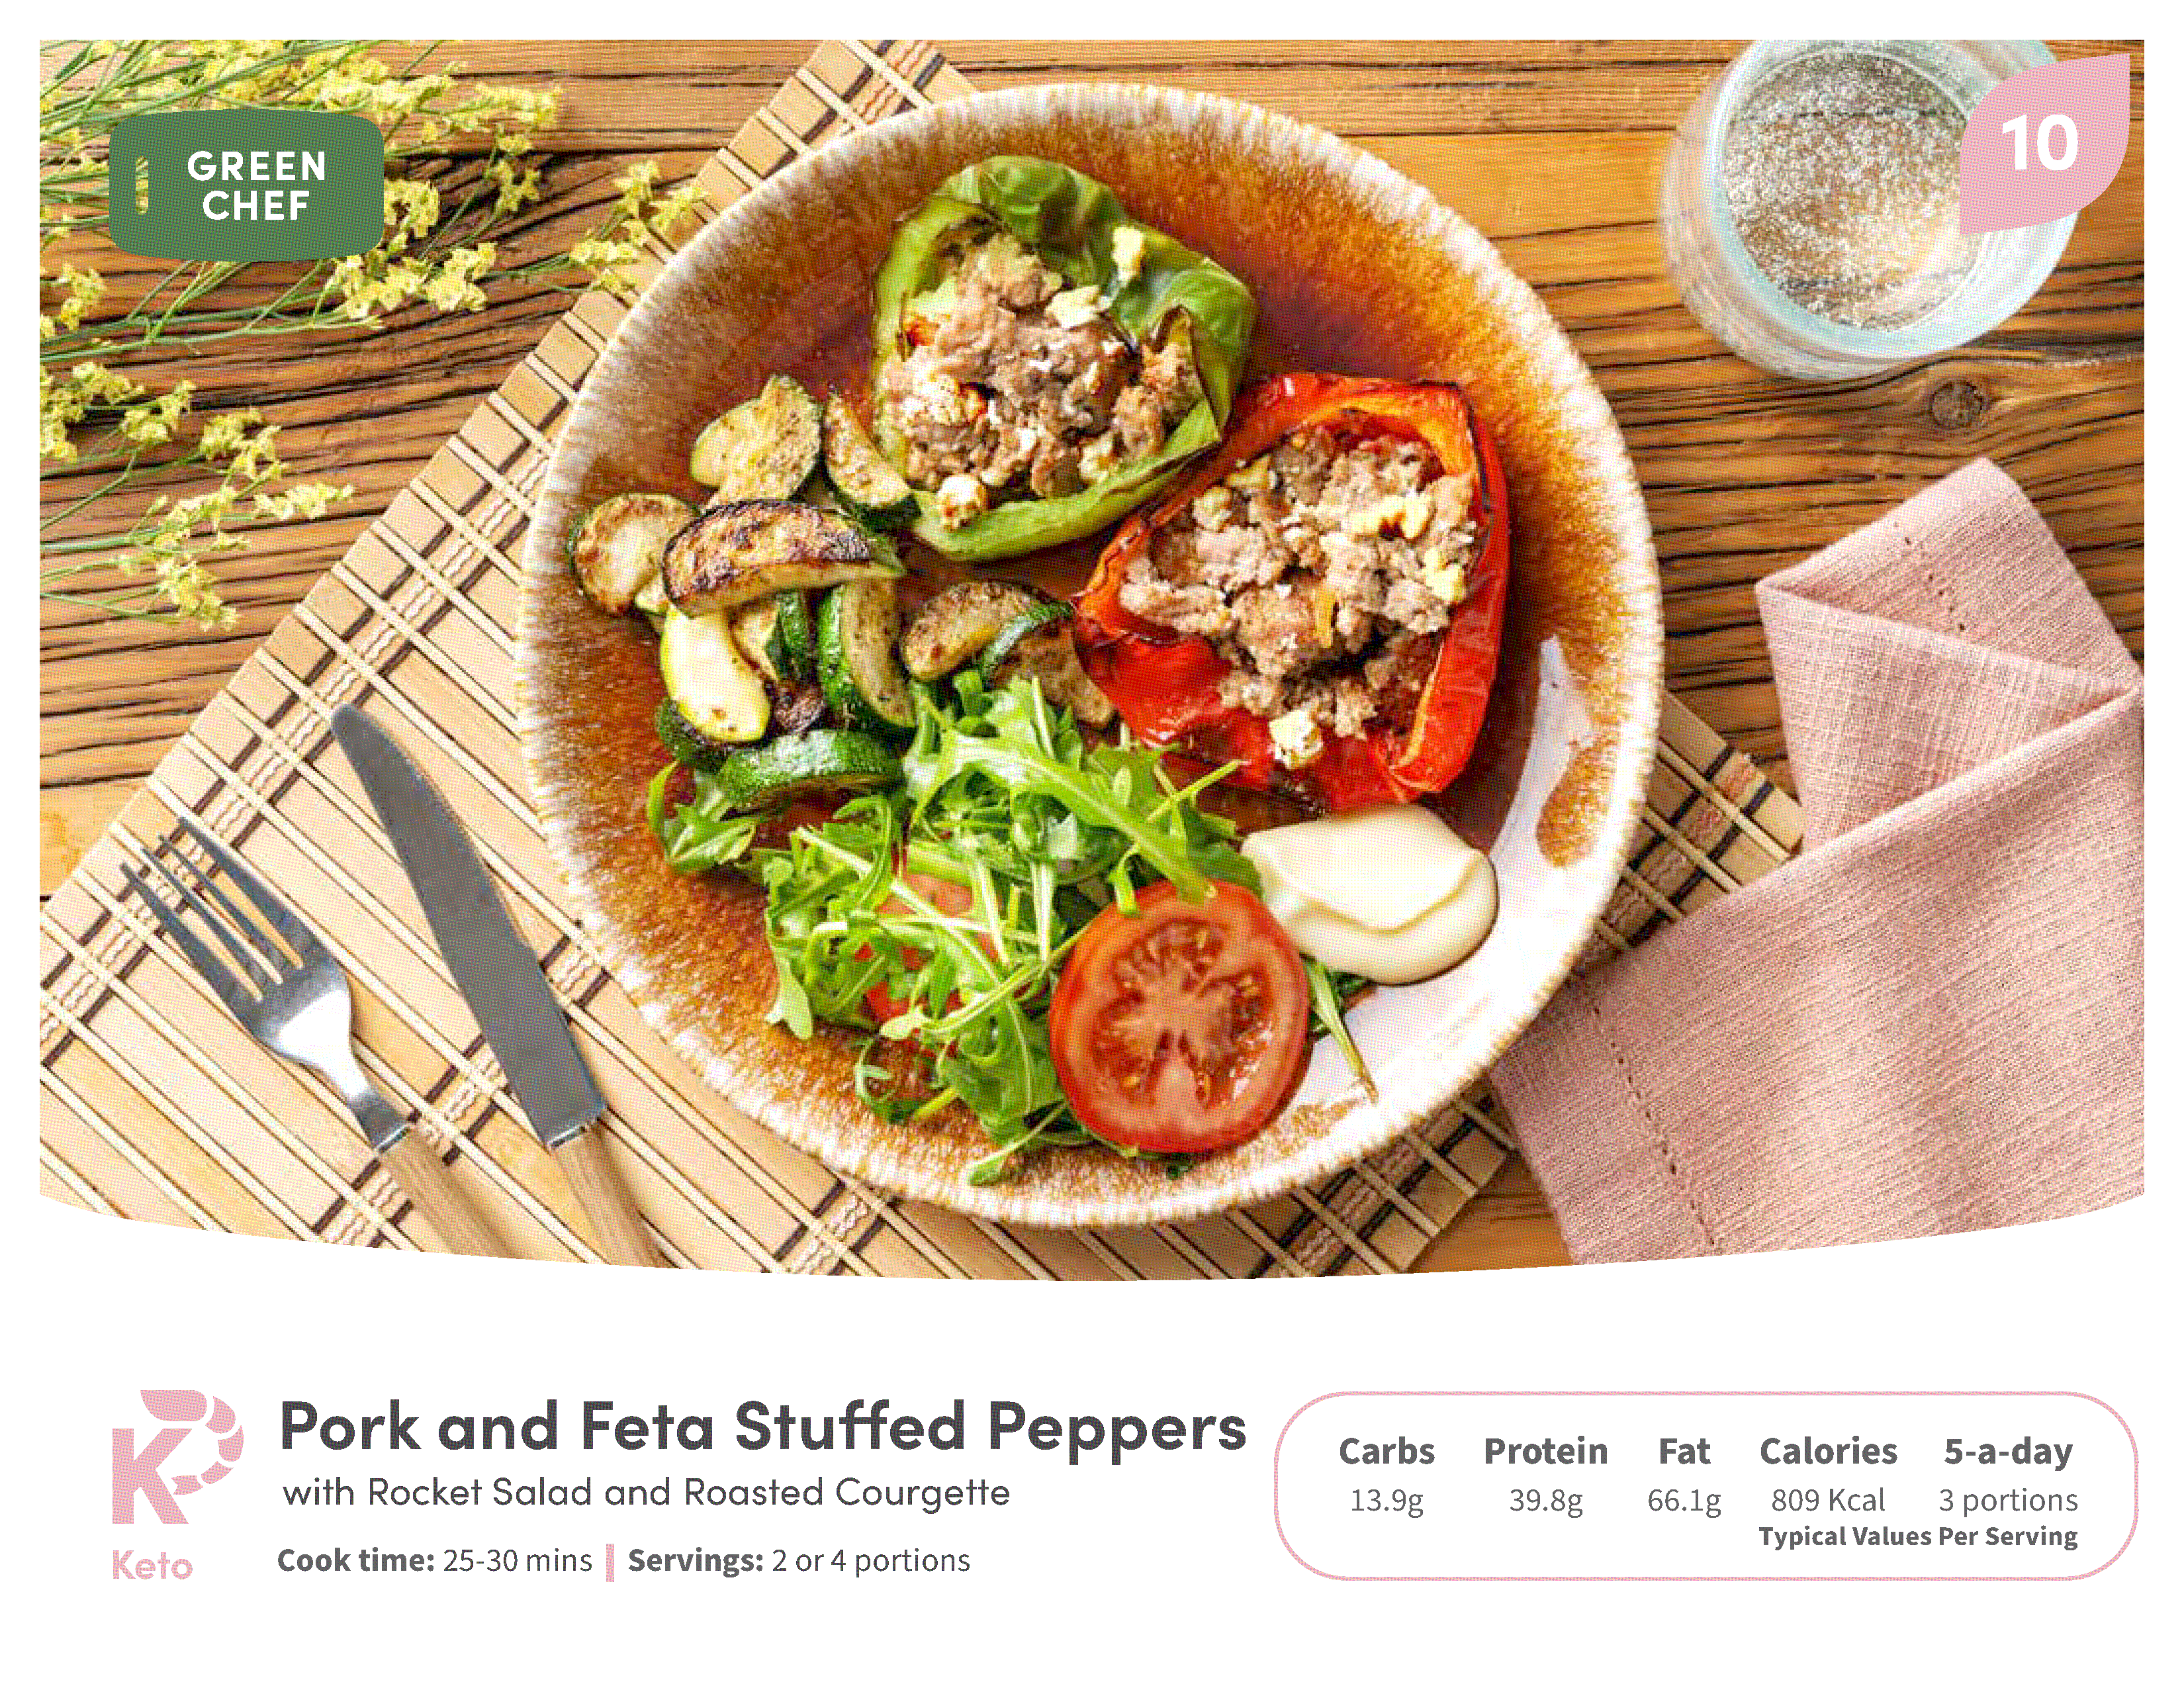 GREEN
CHEF
10
Pork and Feta Stuffed Peppers
with Rocket Salad and Roasted Courgette
Keto
Cook time: 25-30 mins | Servings: 2 or 4 portions
Carbs Protein Fat Calories 5-a-day
13.9g 39.8g 66.1g 809 Kcal 3 portions
Typical Values Per Serving